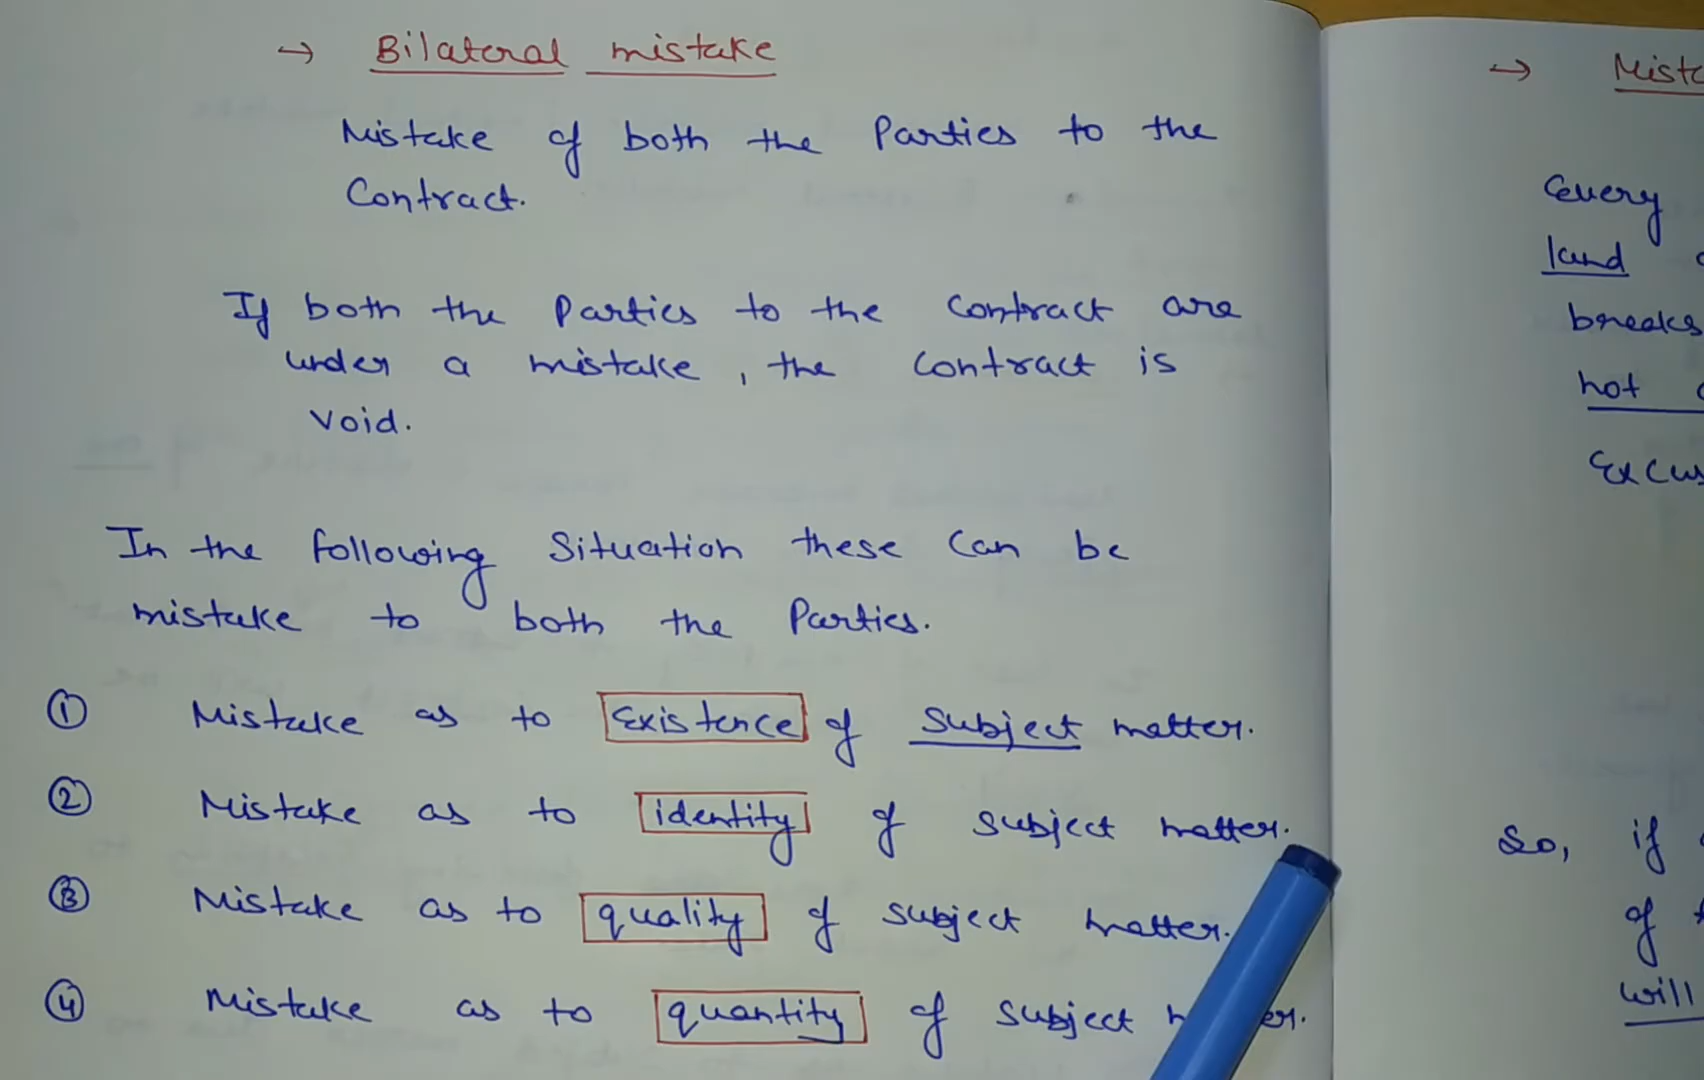 → Bilateral mistake
Mistake of both the Parties to the
Contract.
If both the Parties to the Contract are
under a mistake, the Contract is
void.
In the following Situation these Can be
mistake to both the Parties.
① Mistake as to Existence of Subject matter.
② Mistake as to identity of subject matter.
③ Mistake as to quality of subject matter.
④ Mistake as to quantity of subject
→
Every
land
breaks
not
So, if
of
will